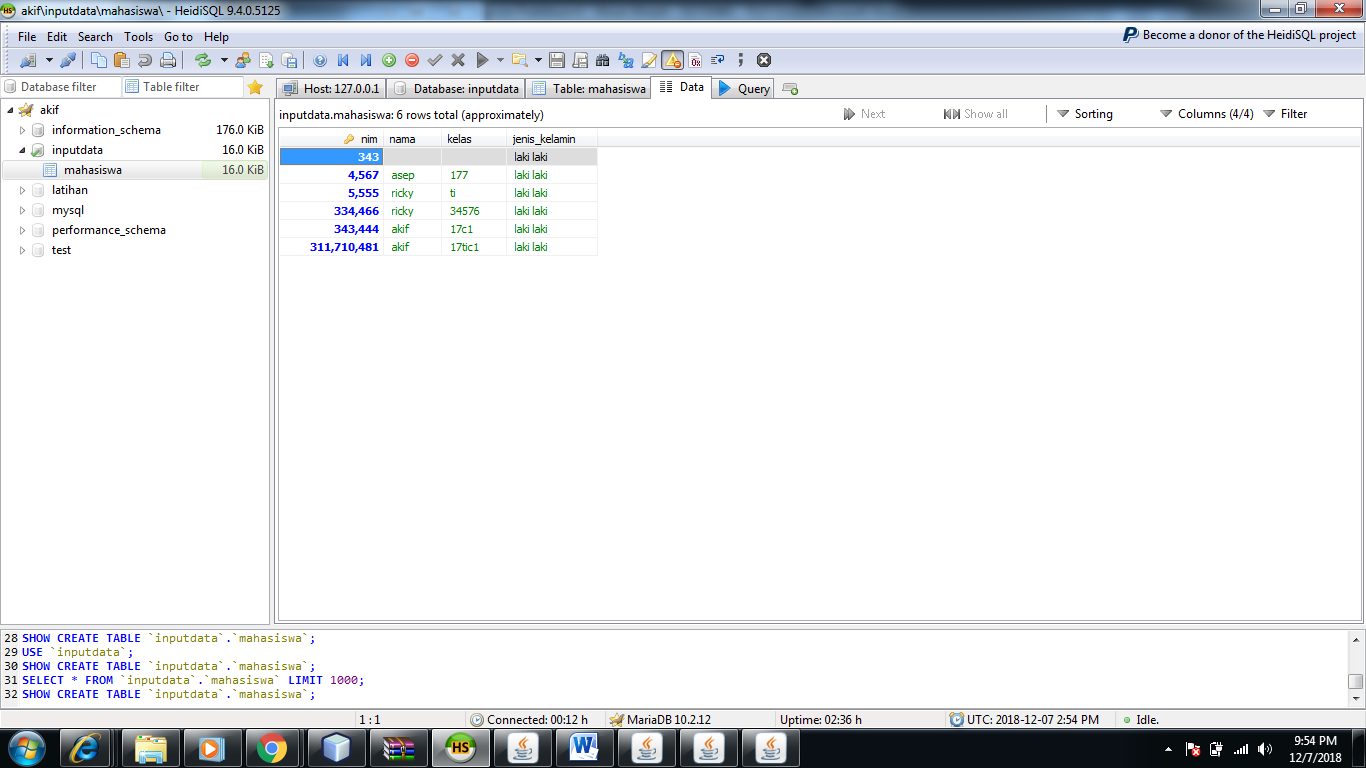 akif\inputdata\mahasiswa\ - HeidiSQL 9.4.0.5125
File Edit Search Tools Go to Help
Become a donor of the HeidiSQL project
Database filter Table filter
Host: 127.0.0.1 Database: inputdata Table: mahasiswa Data Query
akif
information_schema 176.0 KiB
inputdata 16.0 KiB
mahasiswa 16.0 KiB
latihan
mysql
performance_schema
test
inputdata.mahasiswa: 6 rows total (approximately) Next Show all Sorting Columns (4/4) Filter
nim nama kelas jenis_kelamin
343 laki laki
4,567 asep 177 laki laki
5,555 ricky ti laki laki
334,466 ricky 34576 laki laki
343,444 akif 17c1 laki laki
311,710,481 akif 17tic1 laki laki
28 SHOW CREATE TABLE `inputdata`.`mahasiswa`;
29 USE `inputdata`;
30 SHOW CREATE TABLE `inputdata`.`mahasiswa`;
31 SELECT * FROM `inputdata`.`mahasiswa` LIMIT 1000;
32 SHOW CREATE TABLE `inputdata`.`mahasiswa`;
1 : 1 Connected: 00:12 h MariaDB 10.2.12 Uptime: 02:36 h UTC: 2018-12-07 2:54 PM Idle.
9:54 PM
12/7/2018